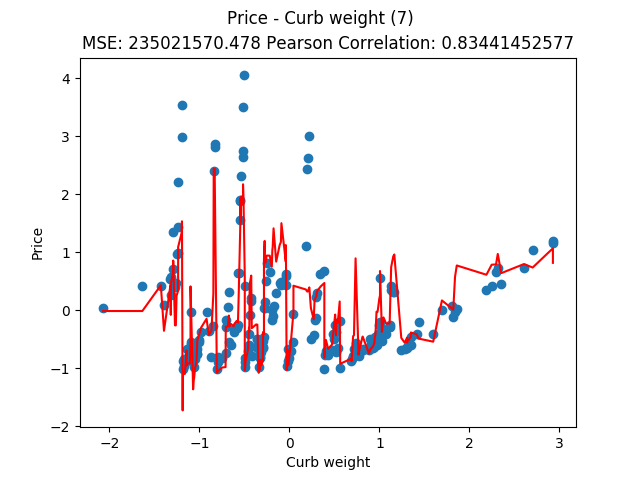 Price - Curb weight (7)
MSE: 235021570.478 Pearson Correlation: 0.83441452577
4
3
2
1
0
−1
−2
Price
−2 −1 0 1 2 3
Curb weight